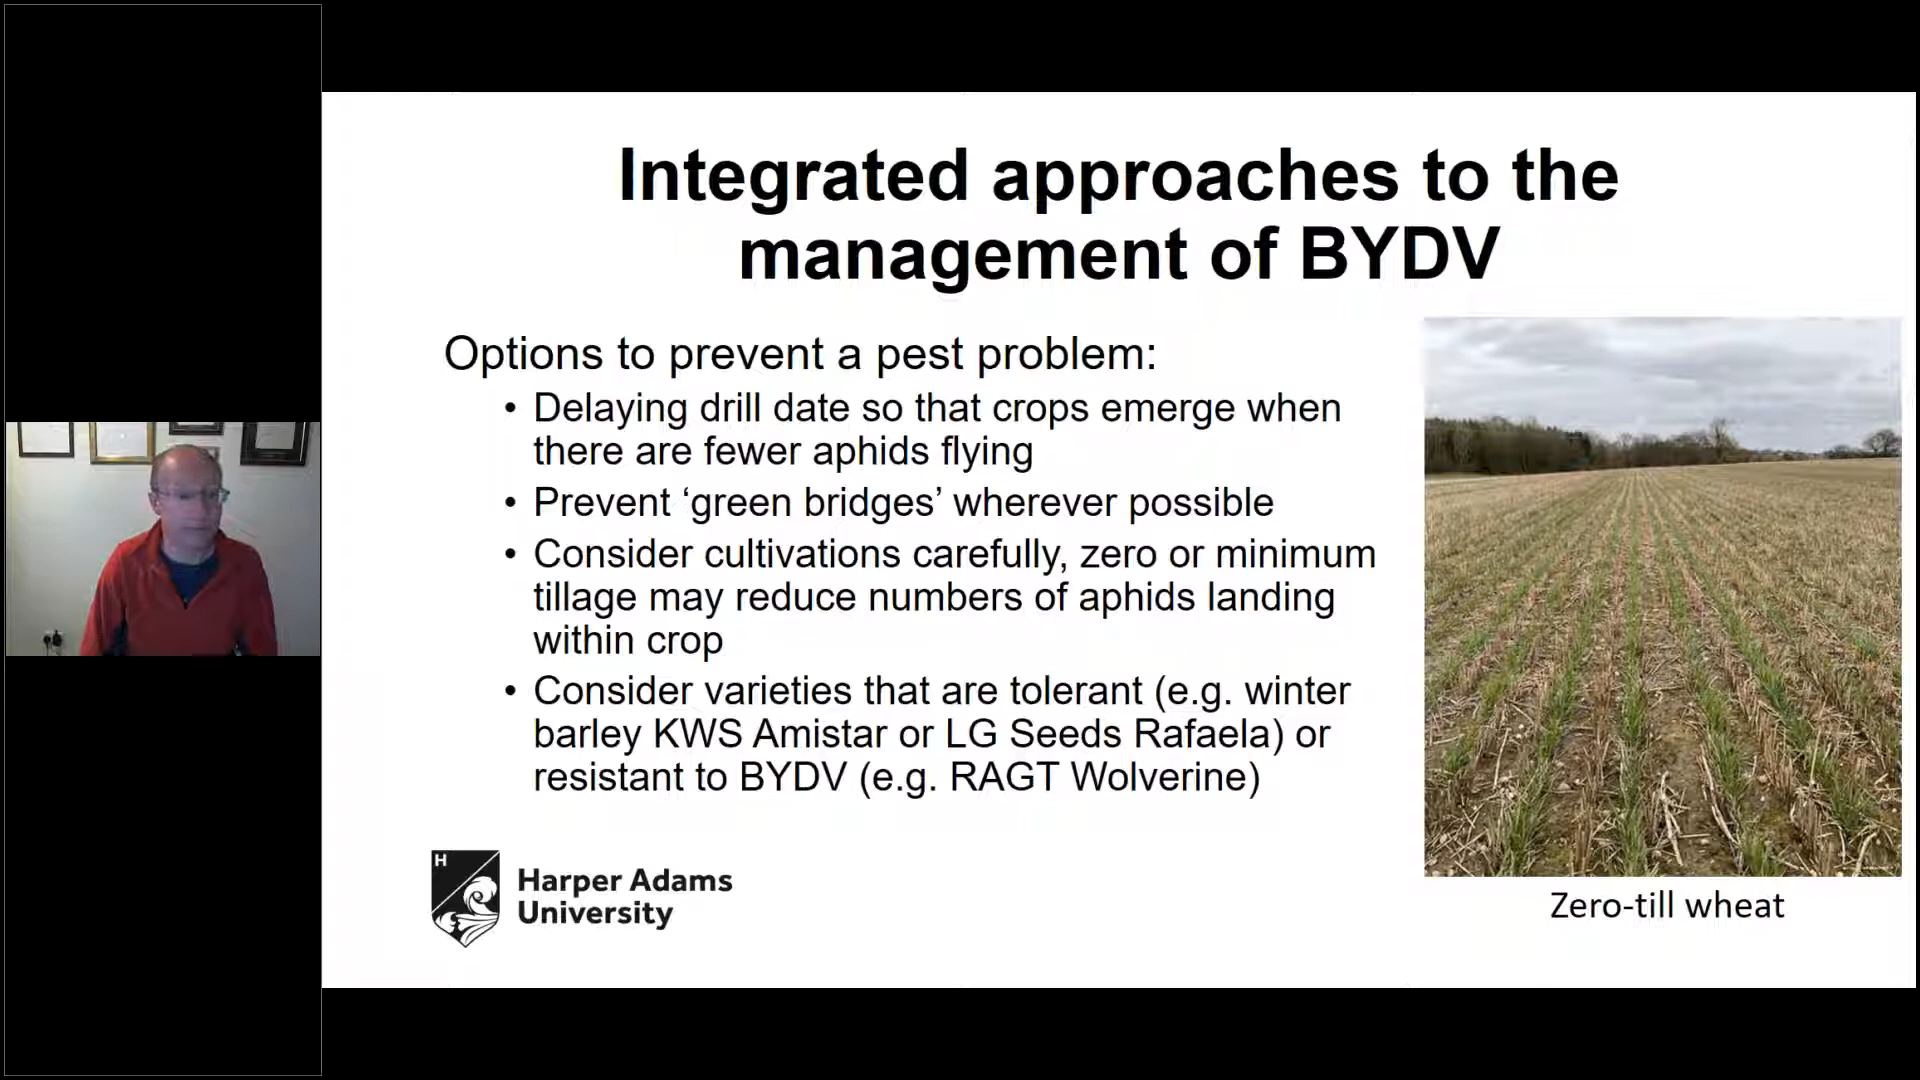 Integrated approaches to the
management of BYDV
Options to prevent a pest problem:
• Delaying drill date so that crops emerge when
there are fewer aphids flying
• Prevent ‘green bridges’ wherever possible
• Consider cultivations carefully, zero or minimum
tillage may reduce numbers of aphids landing
within crop
• Consider varieties that are tolerant (e.g. winter
barley KWS Amistar or LG Seeds Rafaela) or
resistant to BYDV (e.g. RAGT Wolverine)
H
Harper Adams
University
Zero-till wheat